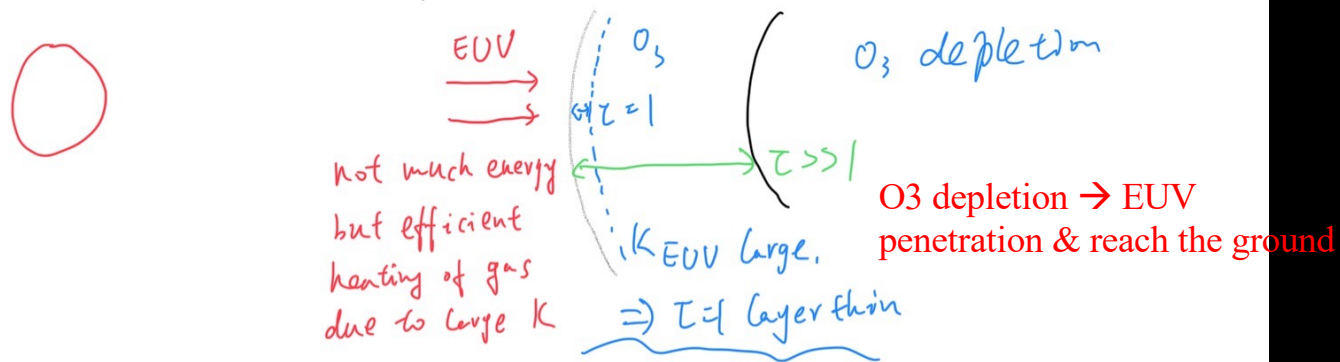 EUV
O₃
τ = 1
O₃ depletion
not much energy
but efficient
heating of gas
due to large K
τ >> 1
K EUV large.
⇒ τ=1 layer thin
O3 depletion → EUV
penetration & reach the ground